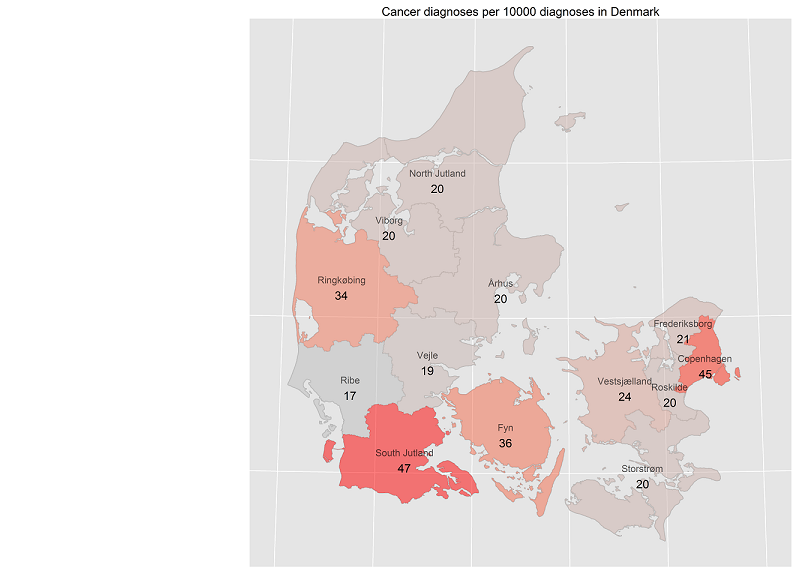 Cancer diagnoses per 10000 diagnoses in Denmark
North Jutland
20
Viborg
20
Ringkøbing
34
Århus
20
Frederiksborg
21
Copenhagen
45
Vejle
19
Ribe
17
Vestsjælland
24
Roskilde
20
Fyn
36
South Jutland
47
Storstrøm
20